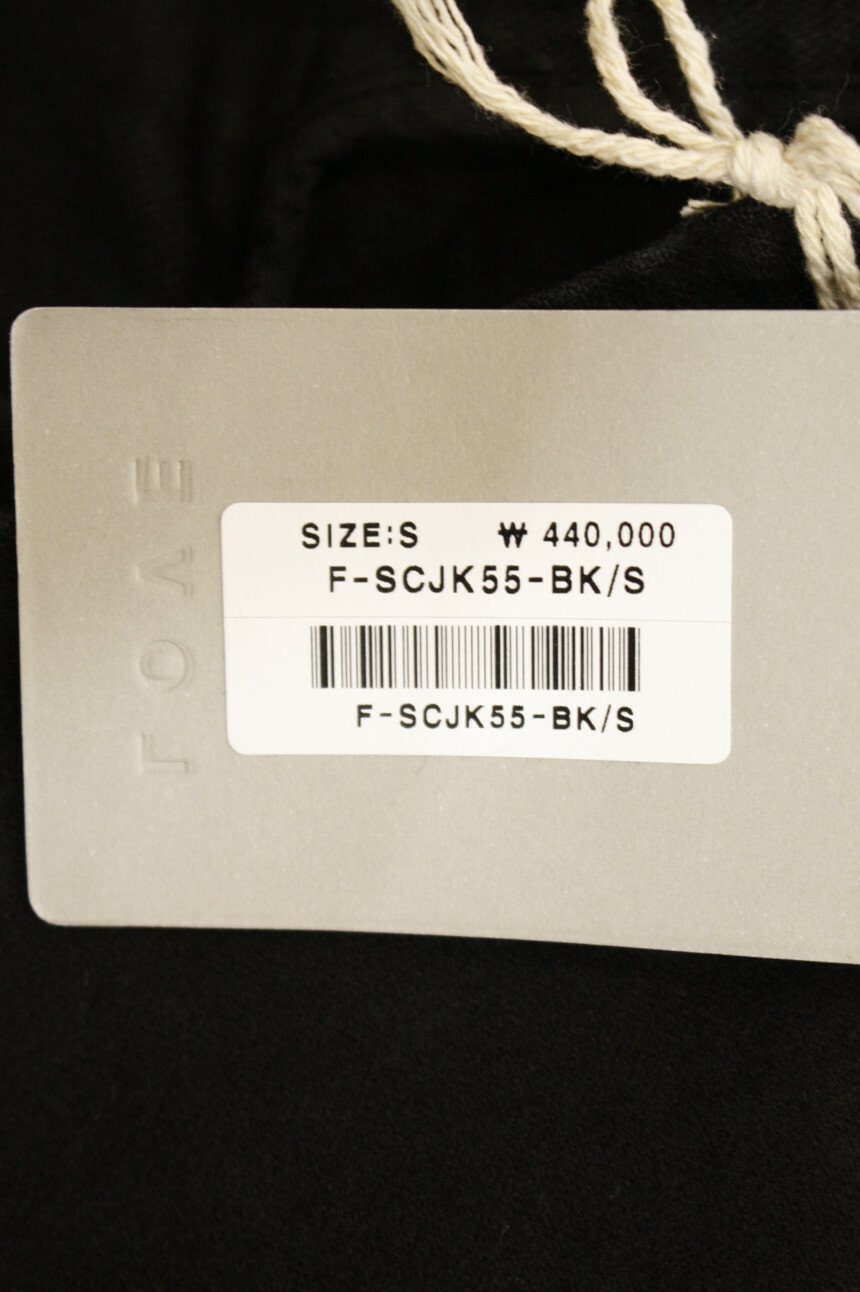 LOVE
SIZE:S ₩ 440,000
F-SCJK55-BK/S
F-SCJK55-BK/S